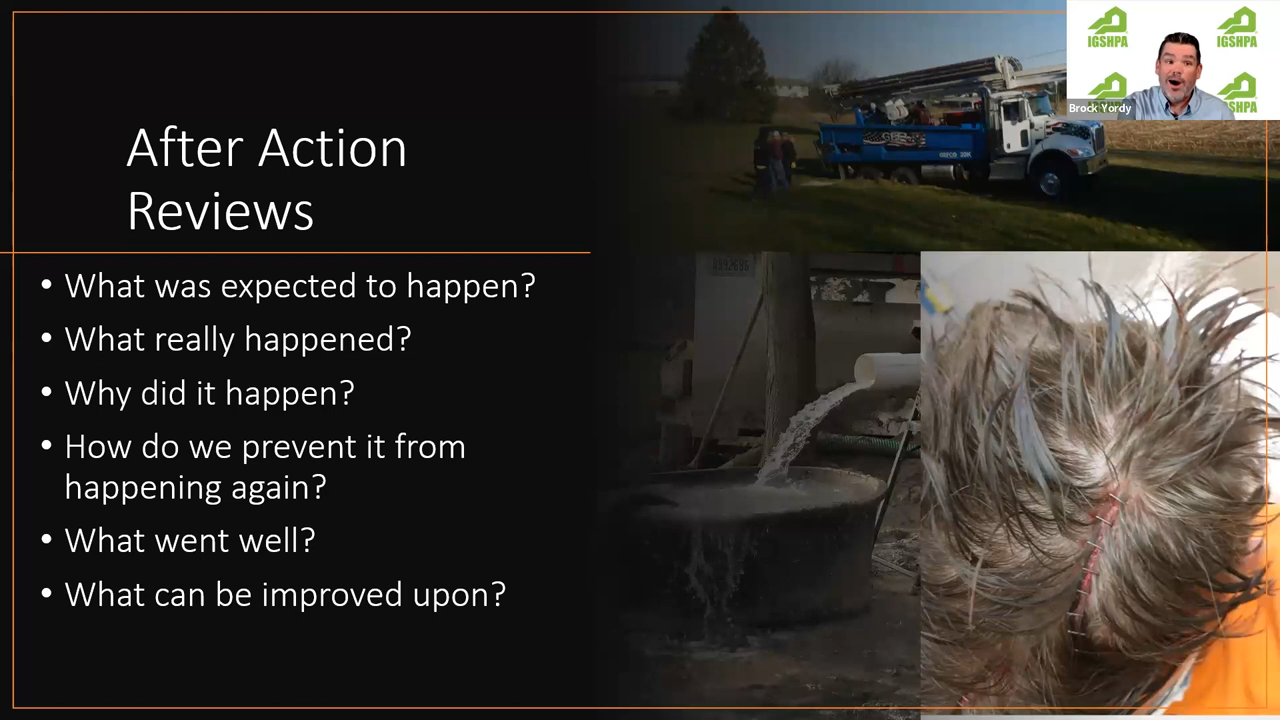 After Action
Reviews
• What was expected to happen?
• What really happened?
• Why did it happen?
• How do we prevent it from
happening again?
• What went well?
• What can be improved upon?
IGSHPA
IGSHPA
IGSHPA
Brock Yordy